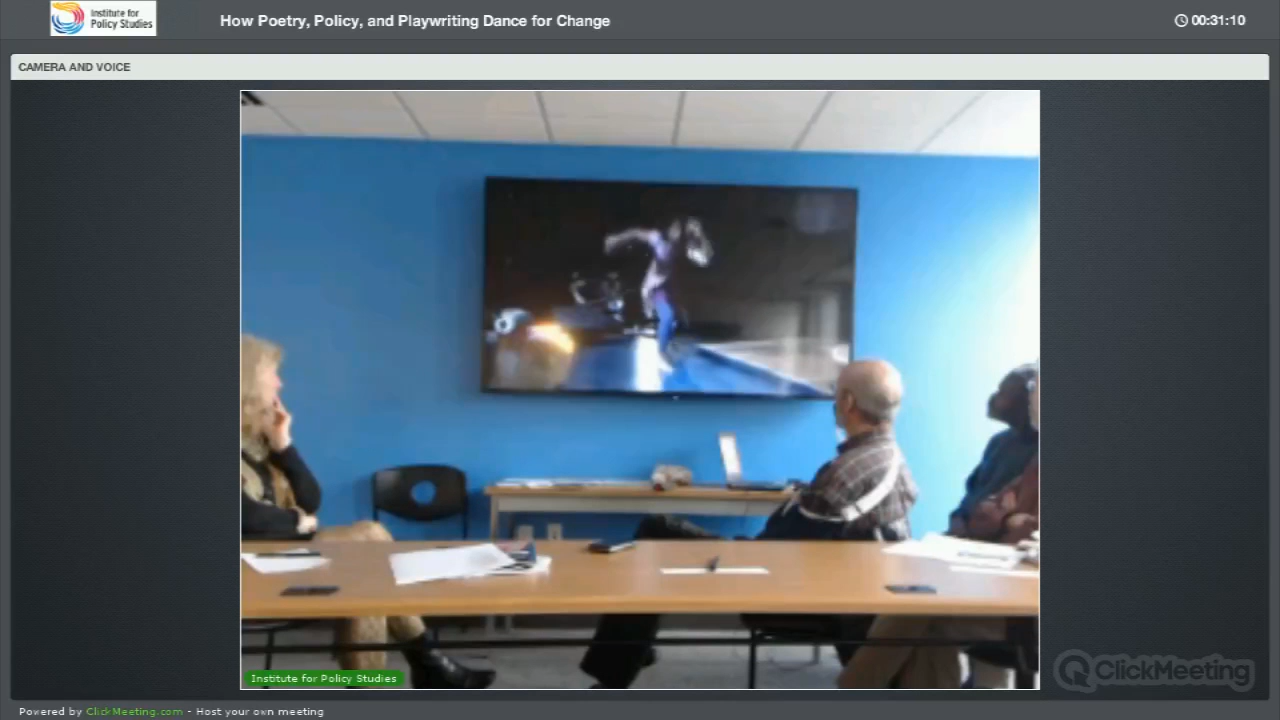 Institute for
Policy Studies
How Poetry, Policy, and Playwriting Dance for Change
00:31:10
CAMERA AND VOICE
Institute for Policy Studies
ClickMeeting
Powered by ClickMeeting.com - Host your own meeting